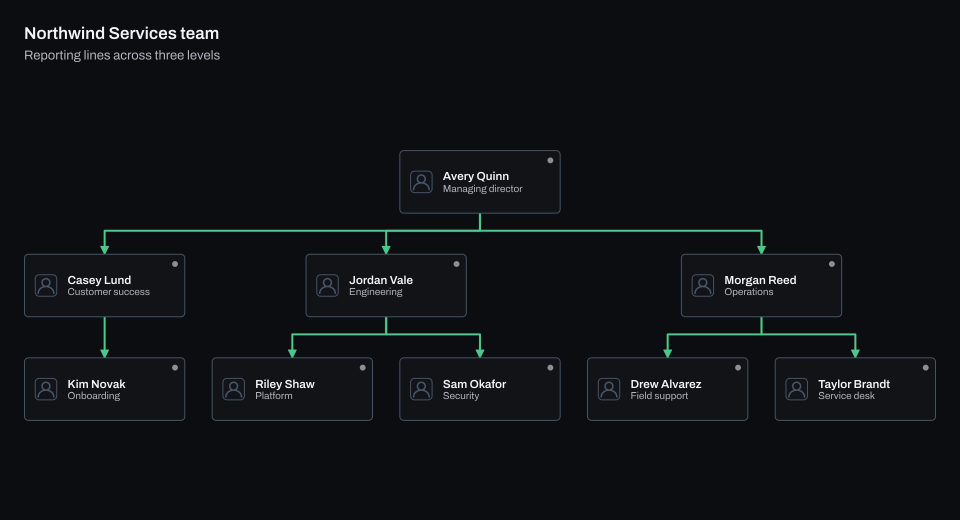 Northwind Services team
Reporting lines across three levels
Avery Quinn
Managing director
Casey Lund
Customer success
Jordan Vale
Engineering
Morgan Reed
Operations
Kim Novak
Onboarding
Riley Shaw
Platform
Sam Okafor
Security
Drew Alvarez
Field support
Taylor Brandt
Service desk